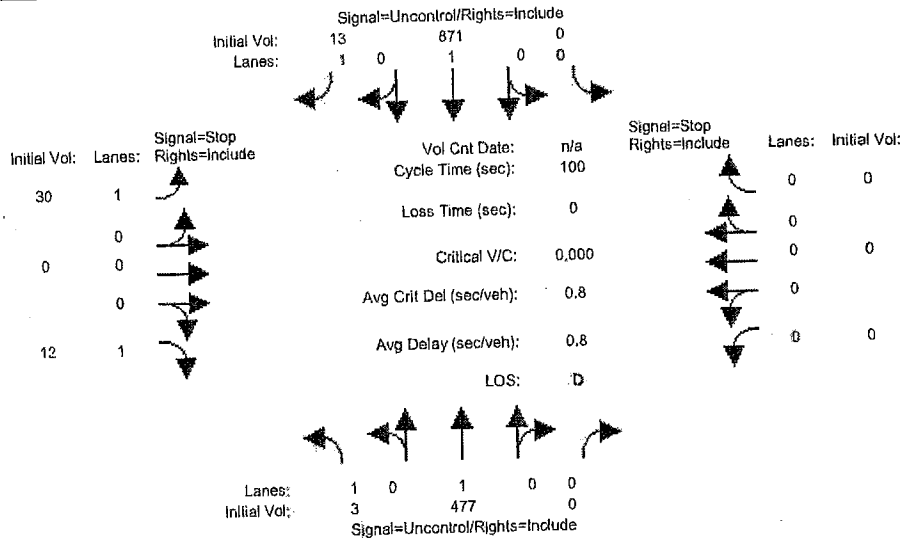 Signal=Uncontrol/Rights=Include
Initial Vol: 13 871 0
Lanes: 1 0 1 0 0
Signal=Stop
Initial Vol: Lanes: Rights=Include
30 1
0
0 0
0
12 1
Vol Cnt Date: n/a
Cycle Time (sec): 100
Loss Time (sec): 0
Critical V/C: 0,000
Avg Crit Del (sec/veh): 0.8
Avg Delay (sec/veh): 0.8
LOS: D
Signal=Stop
Rights=Include Lanes: Initial Vol:
0 0
0
0 0
0
0 0
Lanes: 1 0 1 0 0
Initial Vol: 3 477 0
Signal=Uncontrol/Rights=Include